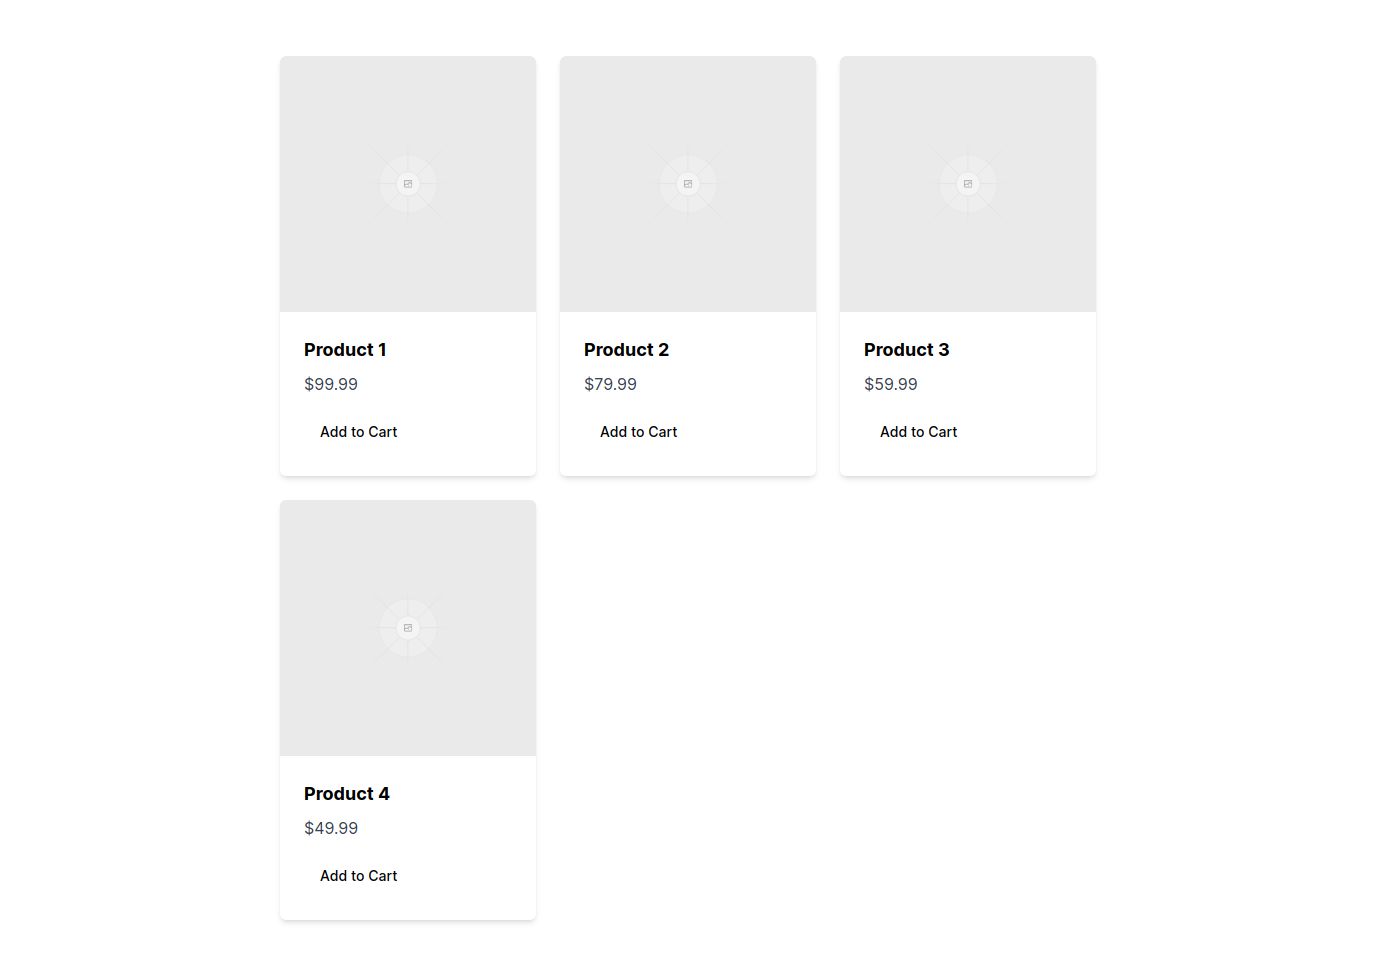 Product 1
$99.99
Add to Cart
Product 2
$79.99
Add to Cart
Product 3
$59.99
Add to Cart
Product 4
$49.99
Add to Cart